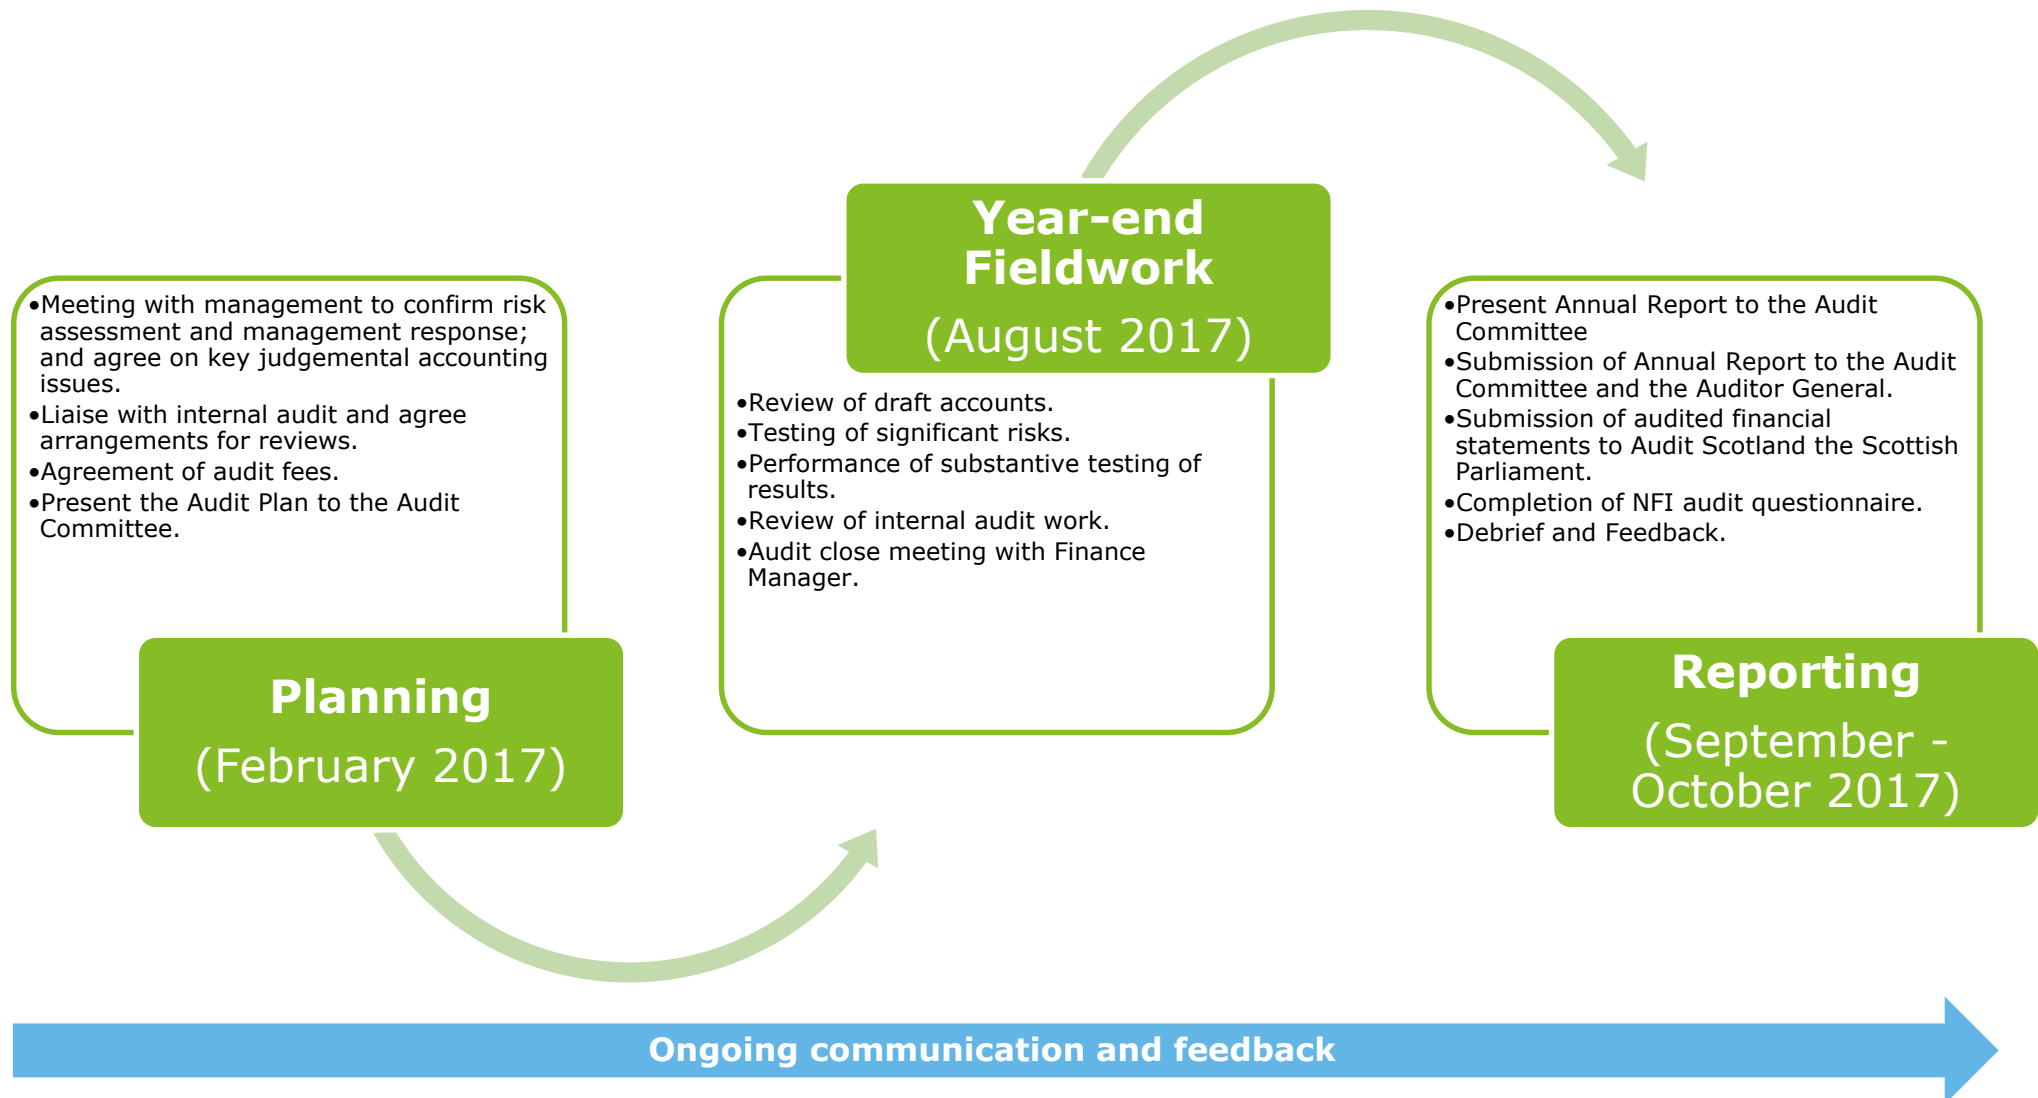 •Meeting with management to confirm risk
assessment and management response;
and agree on key judgemental accounting
issues.
•Liaise with internal audit and agree
arrangements for reviews.
•Agreement of audit fees.
•Present the Audit Plan to the Audit
Committee.
Planning
(February 2017)
Year-end
Fieldwork
(August 2017)
•Review of draft accounts.
•Testing of significant risks.
•Performance of substantive testing of
results.
•Review of internal audit work.
•Audit close meeting with Finance
Manager.
•Present Annual Report to the Audit
Committee
•Submission of Annual Report to the Audit
Committee and the Auditor General.
•Submission of audited financial
statements to Audit Scotland the Scottish
Parliament.
•Completion of NFI audit questionnaire.
•Debrief and Feedback.
Reporting
(September -
October 2017)
Ongoing communication and feedback